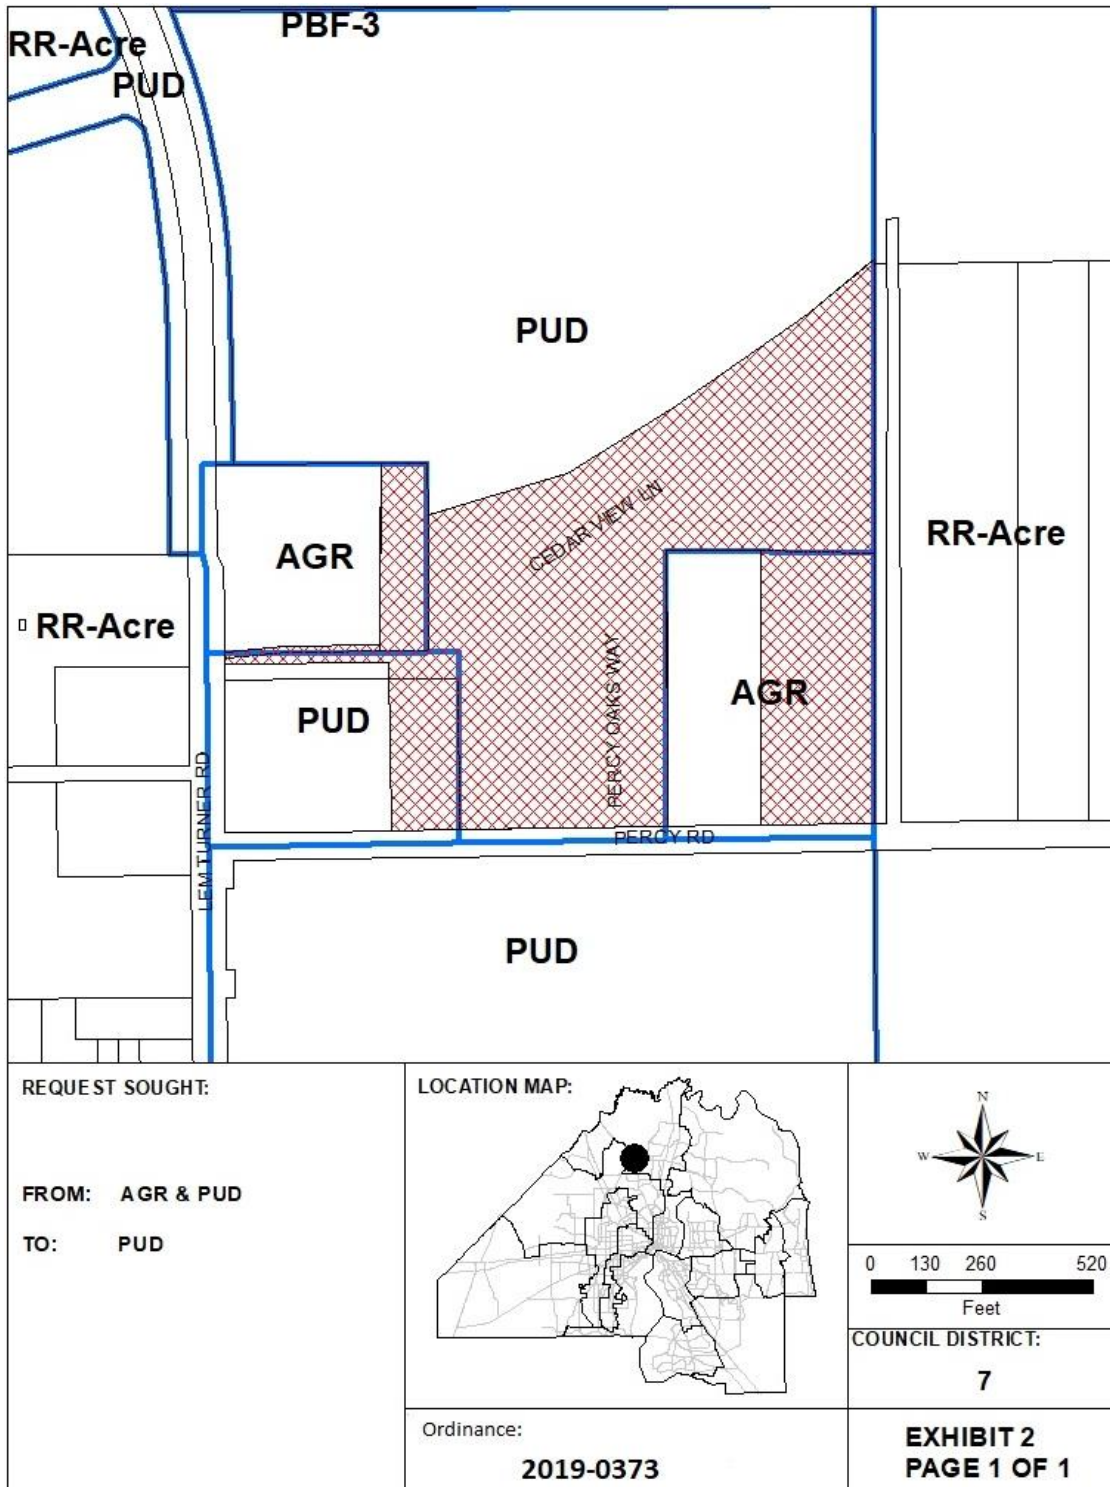 PBF-3
RR-Acre
PUD
PUD
CEDAR VIEW LN
AGR
RR-Acre
RR-Acre
PERCY OAKS WAY
AGR
PUD
LEM TURNER RD
PERCY RD
PUD
REQUEST SOUGHT:
FROM: AGR & PUD
TO: PUD
LOCATION MAP:
N
W E
S
0 130 260 520
Feet
COUNCIL DISTRICT:
7
Ordinance:
2019-0373
EXHIBIT 2
PAGE 1 OF 1